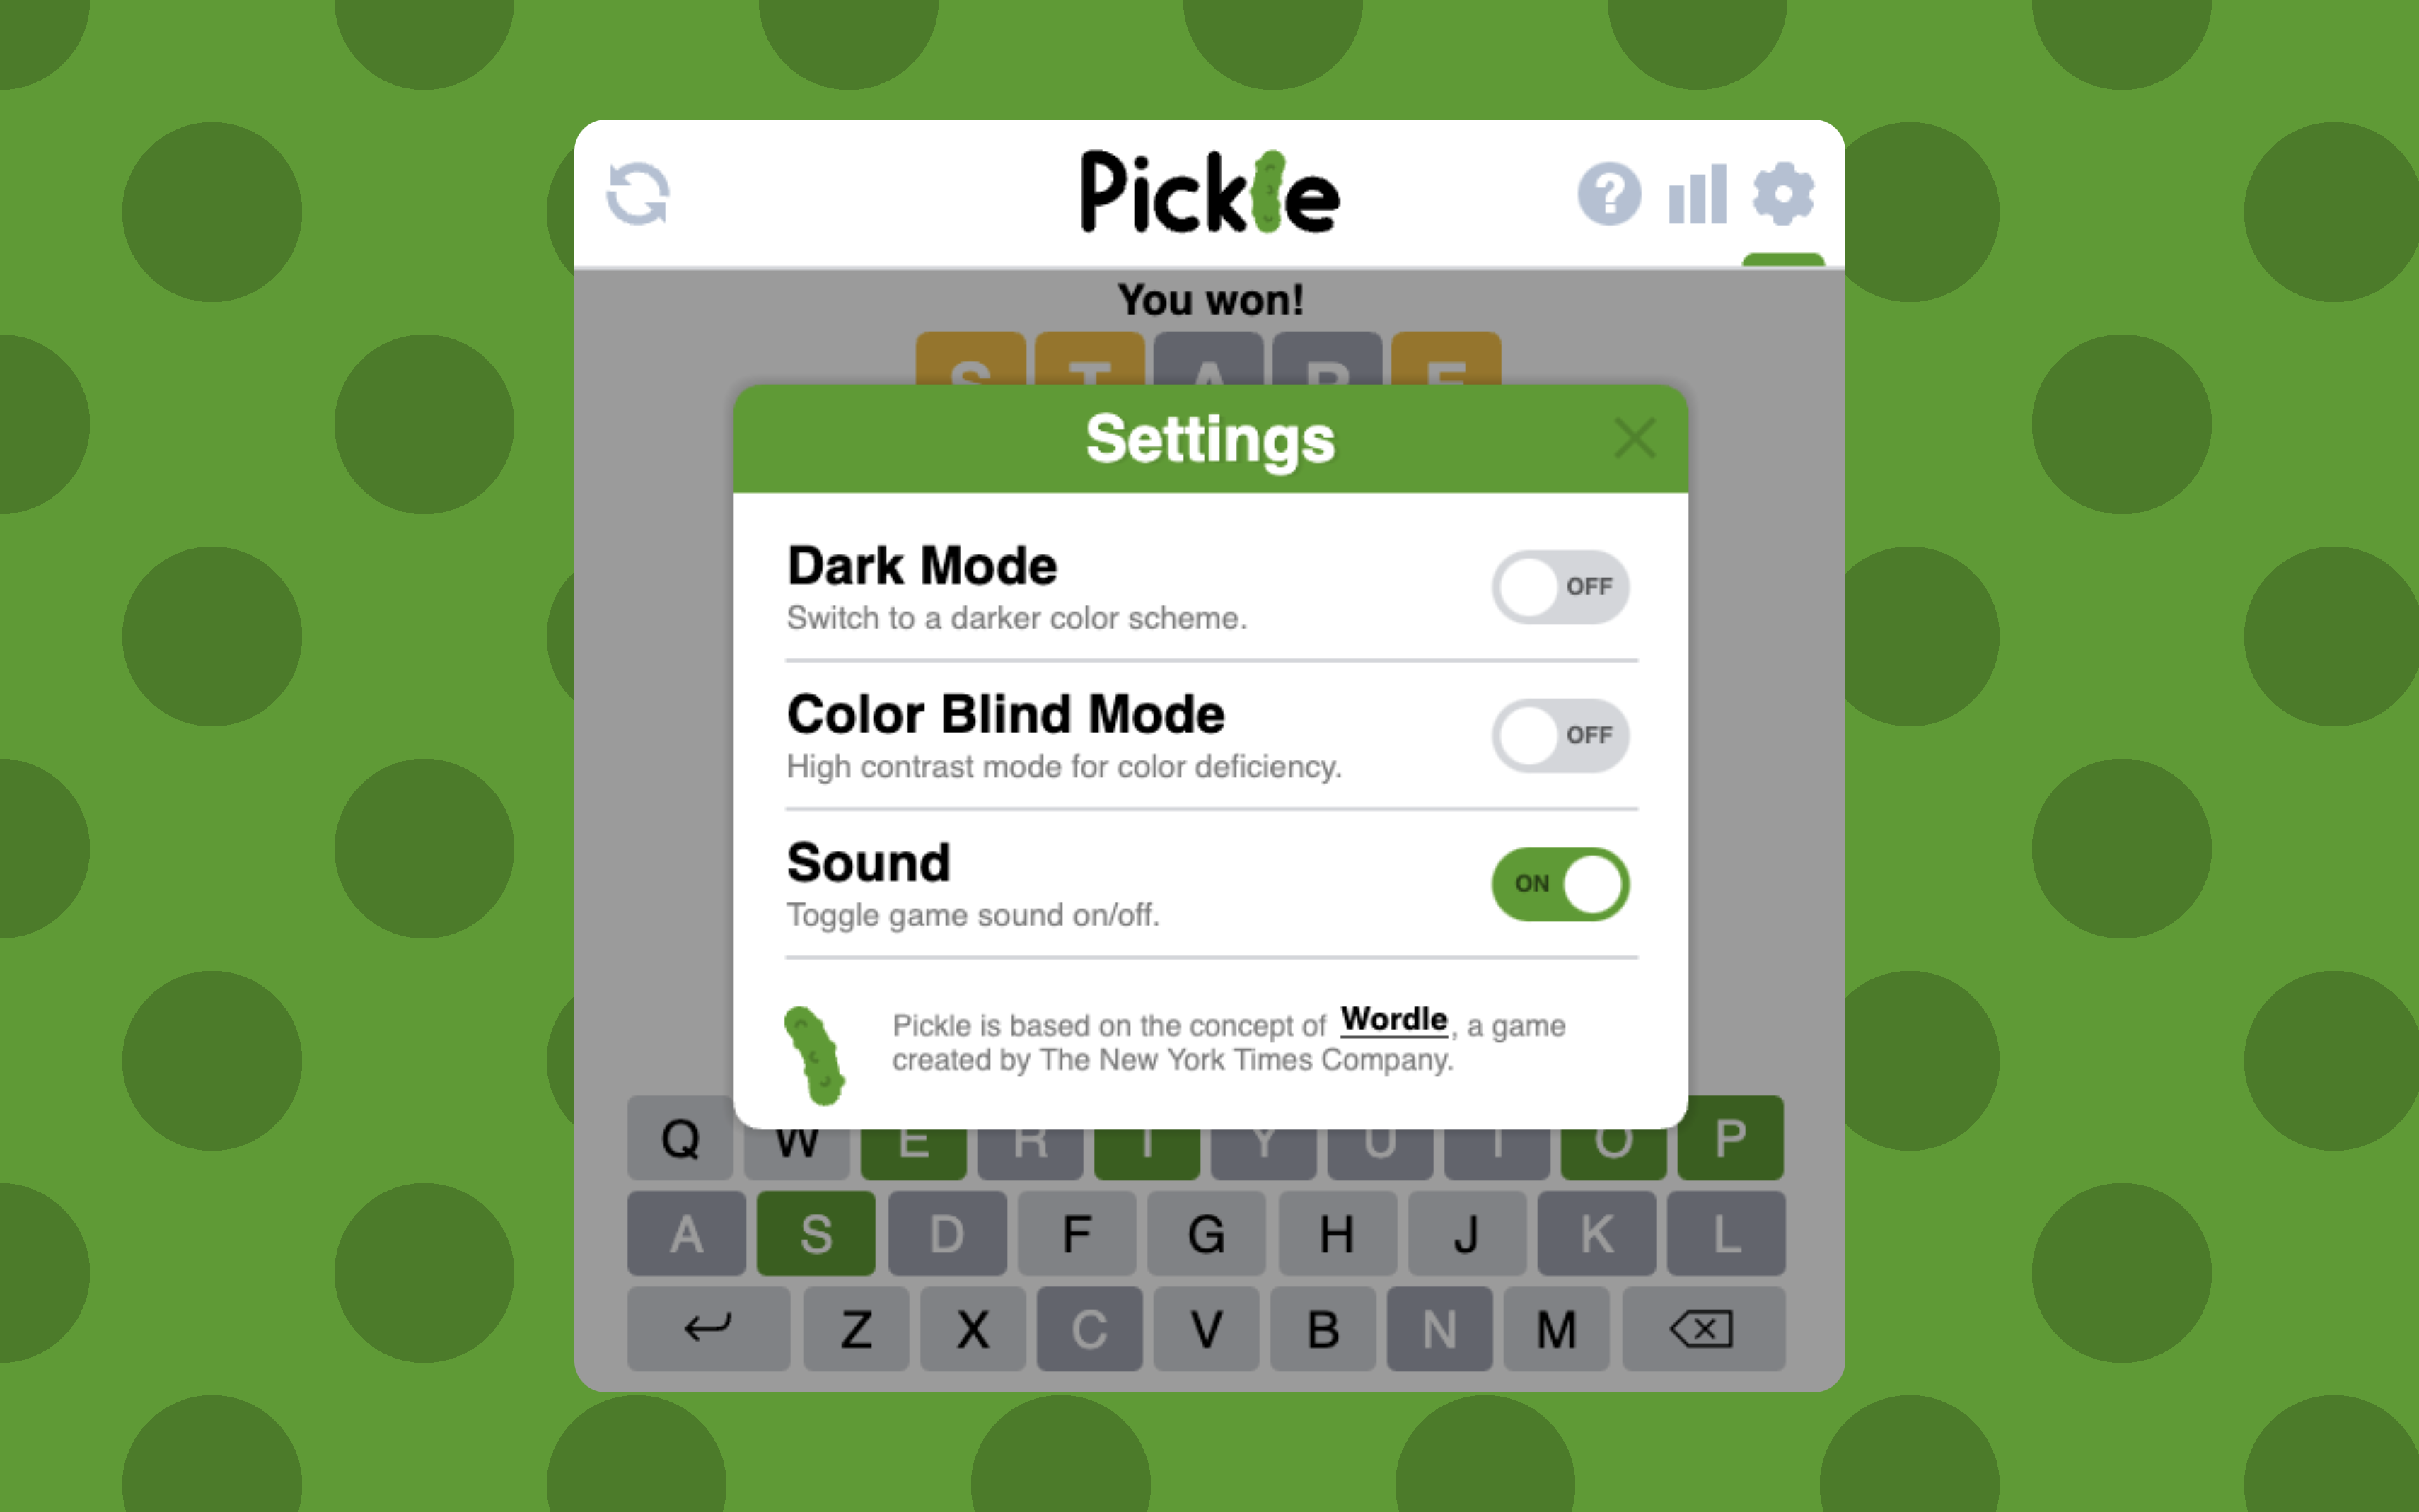 Pickle
?
You won!
S T A R E
Settings
Dark Mode
OFF
Switch to a darker color scheme.
Color Blind Mode
OFF
High contrast mode for color deficiency.
Sound
ON
Toggle game sound on/off.
Pickle is based on the concept of Wordle, a game
created by The New York Times Company.
Q W E R T Y U I O P
A S D F G H J K L
Z X C V B N M